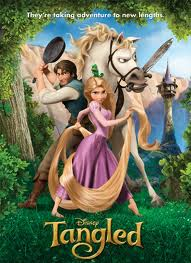 They're taking adventure to new lengths.
Disney
Tangled